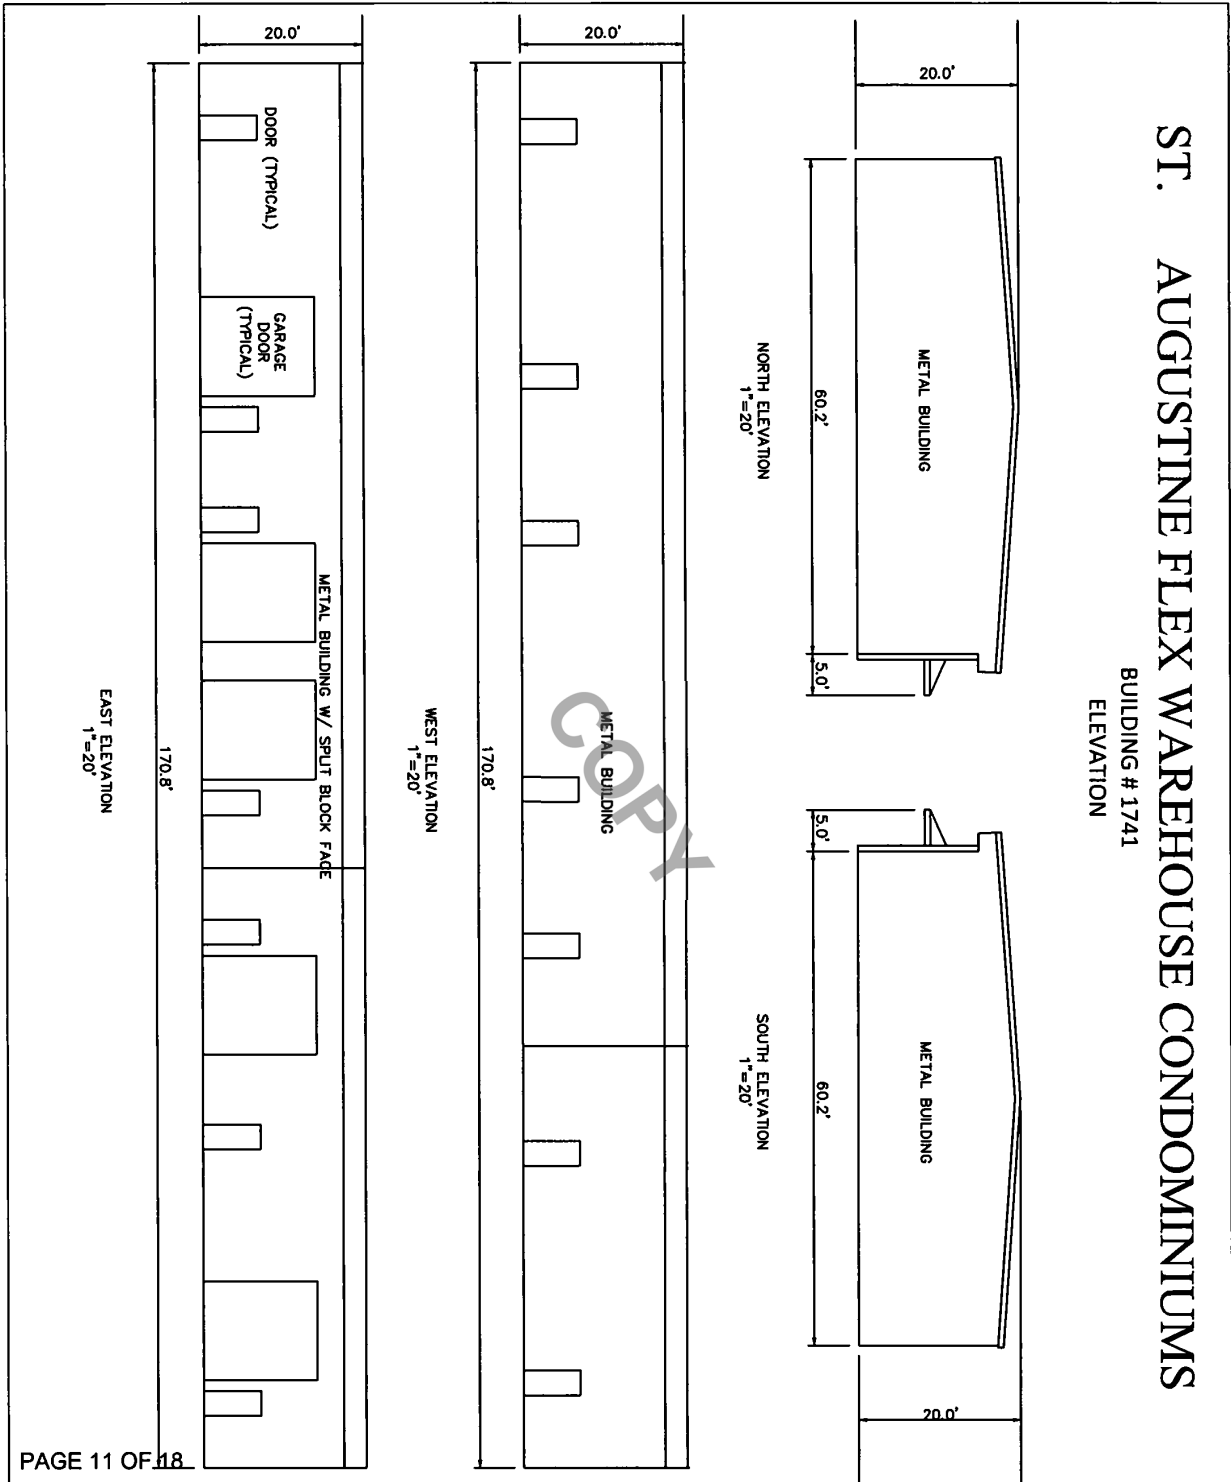 ST. AUGUSTINE FLEX WAREHOUSE CONDOMINIUMS
BUILDING # 1741
ELEVATION
20.0'
METAL BUILDING
60.2'
5.0'
NORTH ELEVATION
1"=20'
5.0'
METAL BUILDING
60.2'
20.0'
SOUTH ELEVATION
1"=20'
20.0'
METAL BUILDING
170.8'
WEST ELEVATION
1"=20'
COPY
20.0'
DOOR (TYPICAL)
GARAGE
DOOR
(TYPICAL)
METAL BUILDING W/ SPLIT BLOCK FACE
170.8'
EAST ELEVATION
1"=20'
PAGE 11 OF 18